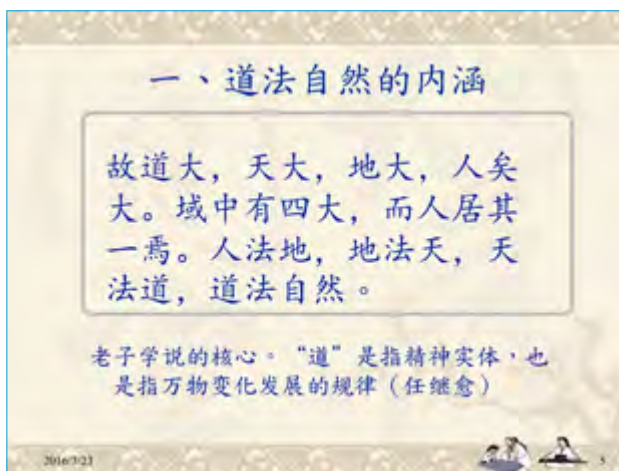 一、道法自然的内涵
故道大，天大，地大，人矣
大。域中有四大，而人居其
一焉。人法地，地法天，天
法道，道法自然。
老子学说的核心。“道”是指精神实体，也
是指万物变化发展的规律（任继愈）
2016/7/23